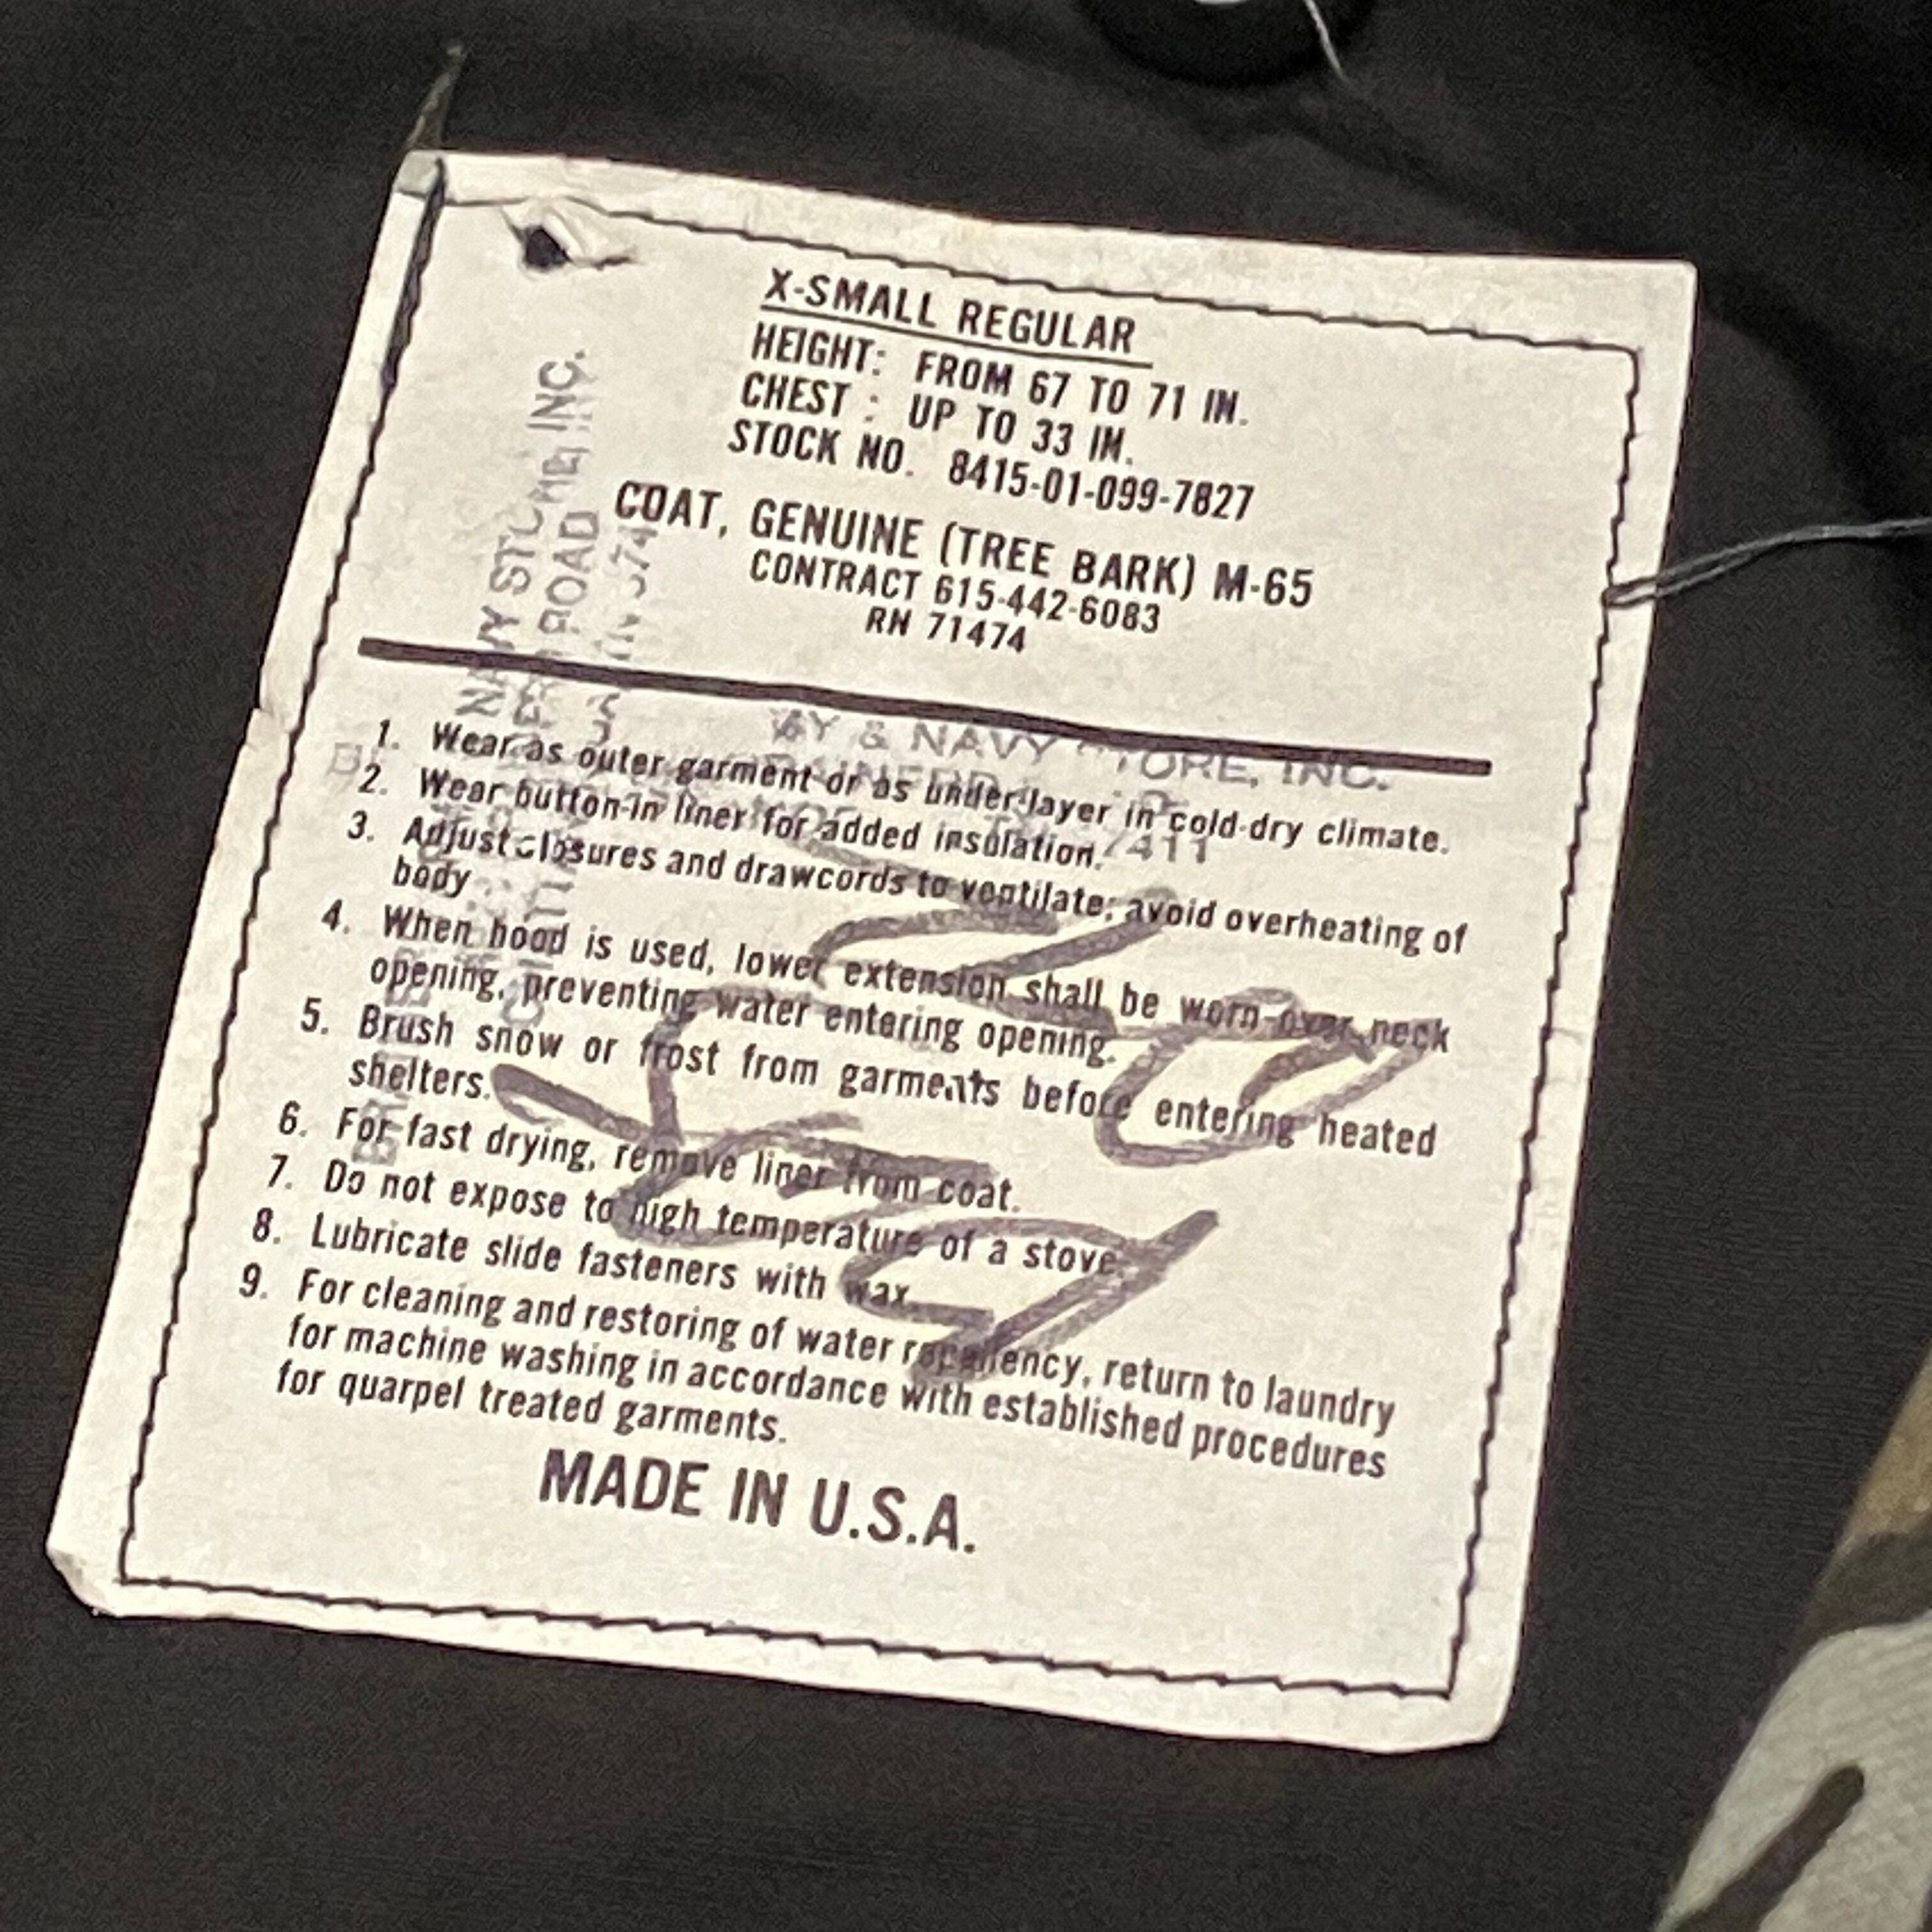 X-SMALL REGULAR
HEIGHT: FROM 67 TO 71 IN.
CHEST : UP TO 33 IN.
STOCK NO. 8415-01-099-7827
COAT, GENUINE (TREE BARK) M-65
CONTRACT 615-442-6083
RN 71474
NAVY INC.
ROAD
& NAVY STORE, INC.
1. Wear as outer garment or as under-layer in cold-dry climate.
2. Wear button-in liner for added insulation.
3. Adjust closures and drawcords to ventilate; avoid overheating of
body
4. When hood is used, lower extension shall be worn over neck
opening, preventing water entering opening.
5. Brush snow or frost from garments before entering heated
shelters.
6. For fast drying, remove liner from coat.
7. Do not expose to high temperature of a stove.
8. Lubricate slide fasteners with wax.
9. For cleaning and restoring of water repellency, return to laundry
for machine washing in accordance with established procedures
for quarpel treated garments.
MADE IN U.S.A.